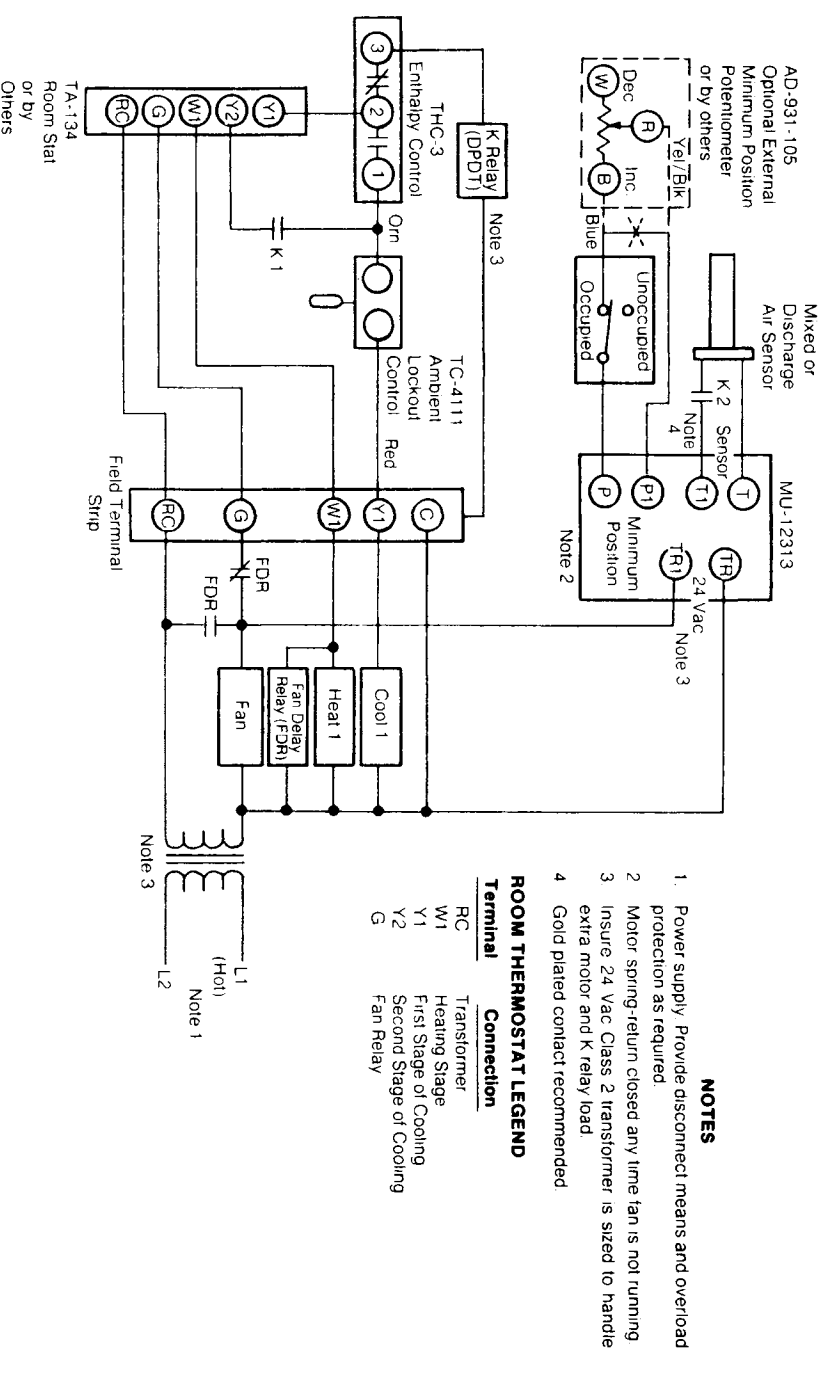 AD-931-105
Optional External
Minimum Position
Potentiometer
or by others
Dec
Inc.
W
R
B
Yel/Blk
Blue
Unoccupied
Occupied
Mixed or
Discharge
Air Sensor
K 2
Note
4
Sensor
MU-12313
T
T1
P1
P
TR
TR1
24 Vac
Minimum
Position
Note 2
Note 3
THC-3
Enthalpy Control
3
2
1
K Relay
(DPDT)
Note 3
Orn
K 1
TC-4111
Ambient
Lockout
Control
Red
Y1
Y2
W1
G
RC
TA-134
Room Stat
or by
Others
C
Y1
W1
G
RC
Field Terminal
Strip
FDR
FDR
Cool 1
Heat 1
Fan Delay
Relay (FDR)
Fan
Note 3
L1
(Hot)
Note 1
L2
NOTES
1. Power supply. Provide disconnect means and overload
protection as required.
2 Motor spring-return closed any time fan is not running.
3 Insure 24 Vac Class 2 transformer is sized to handle
extra motor and K relay load.
4 Gold plated contact recommended.
ROOM THERMOSTAT LEGEND
Terminal Connection
RC Transformer
W1 Heating Stage
Y1 First Stage of Cooling
Y2 Second Stage of Cooling
G Fan Relay